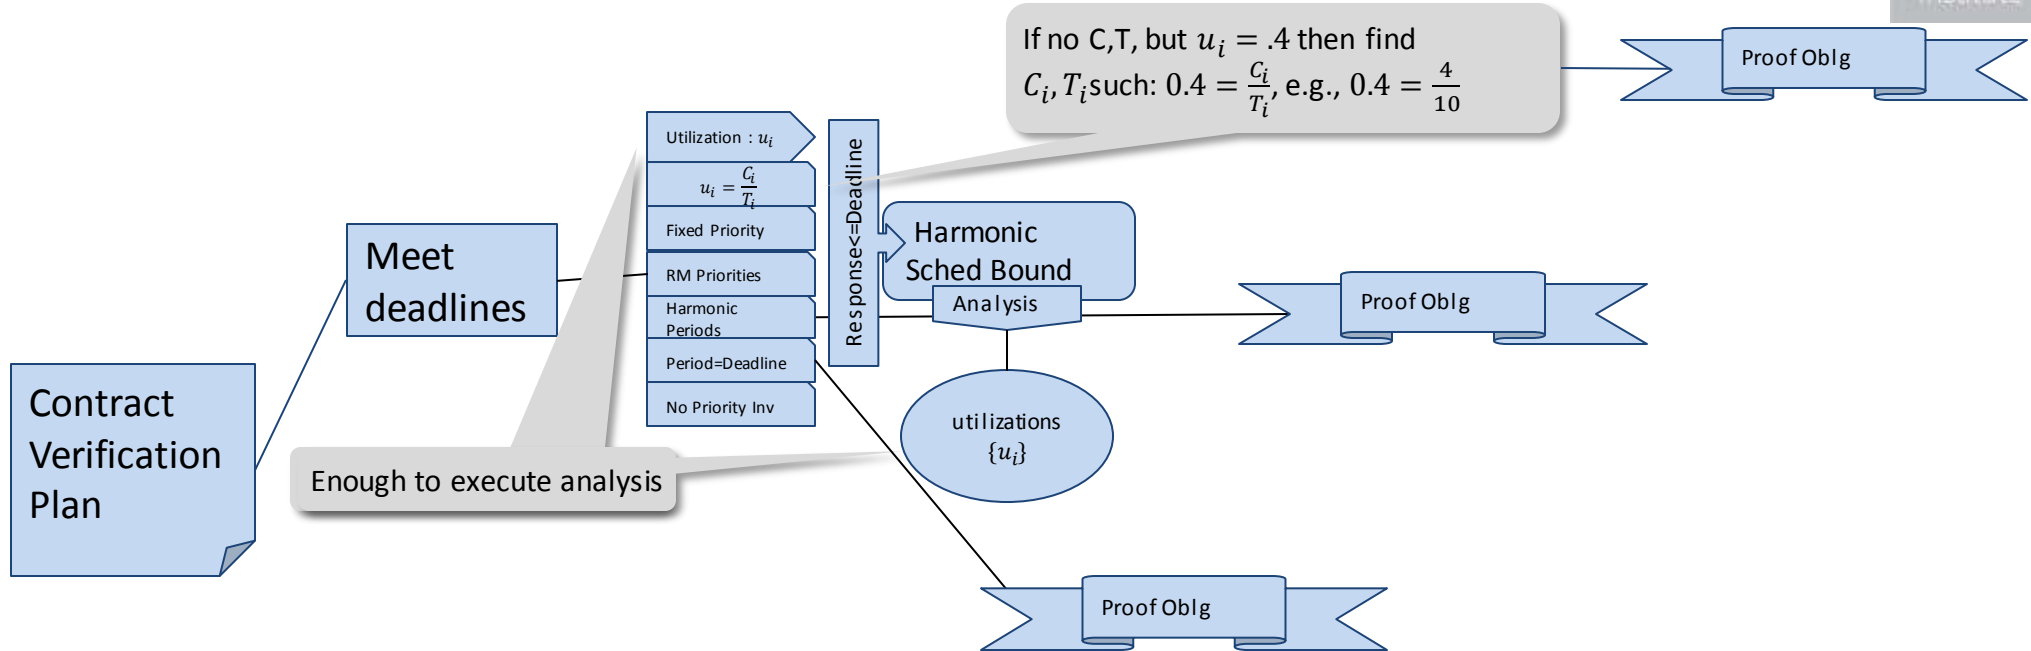 If no C,T, but u_i = .4 then find
C_i, T_i such: 0.4 = C_i/T_i, e.g., 0.4 = 4/10
Proof Oblg
Utilization : u_i
u_i = C_i/T_i
Fixed Priority
RM Priorities
Harmonic
Periods
Period=Deadline
No Priority Inv
Response<=Deadline
Harmonic
Sched Bound
Analysis
Proof Oblg
Meet
deadlines
Contract
Verification
Plan
utilizations
{u_i}
Enough to execute analysis
Proof Oblg